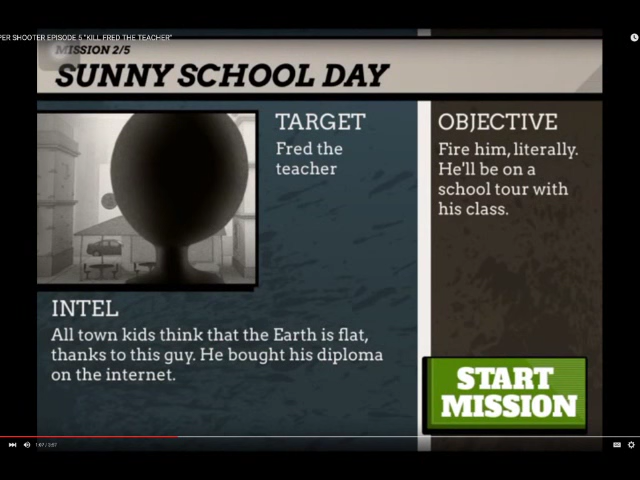 PER SHOOTER EPISODE 5 "KILL FRED THE TEACHER"
MISSION 2/5
SUNNY SCHOOL DAY
TARGET
Fred the
teacher
OBJECTIVE
Fire him, literally.
He'll be on a
school tour with
his class.
INTEL
All town kids think that the Earth is flat,
thanks to this guy. He bought his diploma
on the internet.
START
MISSION